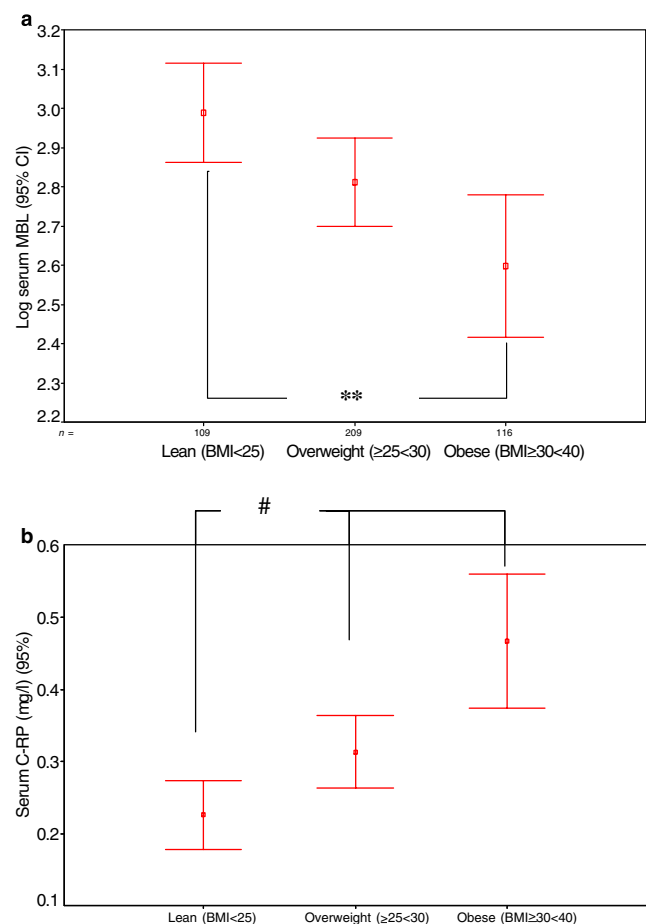 a
3.2
3.1
3.0
2.9
2.8
2.7
2.6
2.5
2.4
2.3
2.2
Log serum MBL (95% CI)
**
n = 109 209 116
Lean (BMI<25) Overweight (≥25<30) Obese (BMI≥30<40)
#
b
0.6
0.5
0.4
0.3
0.2
0.1
Serum C-RP (mg/l) (95%)
Lean (BMI<25) Overweight (≥25<30) Obese (BMI≥30<40)